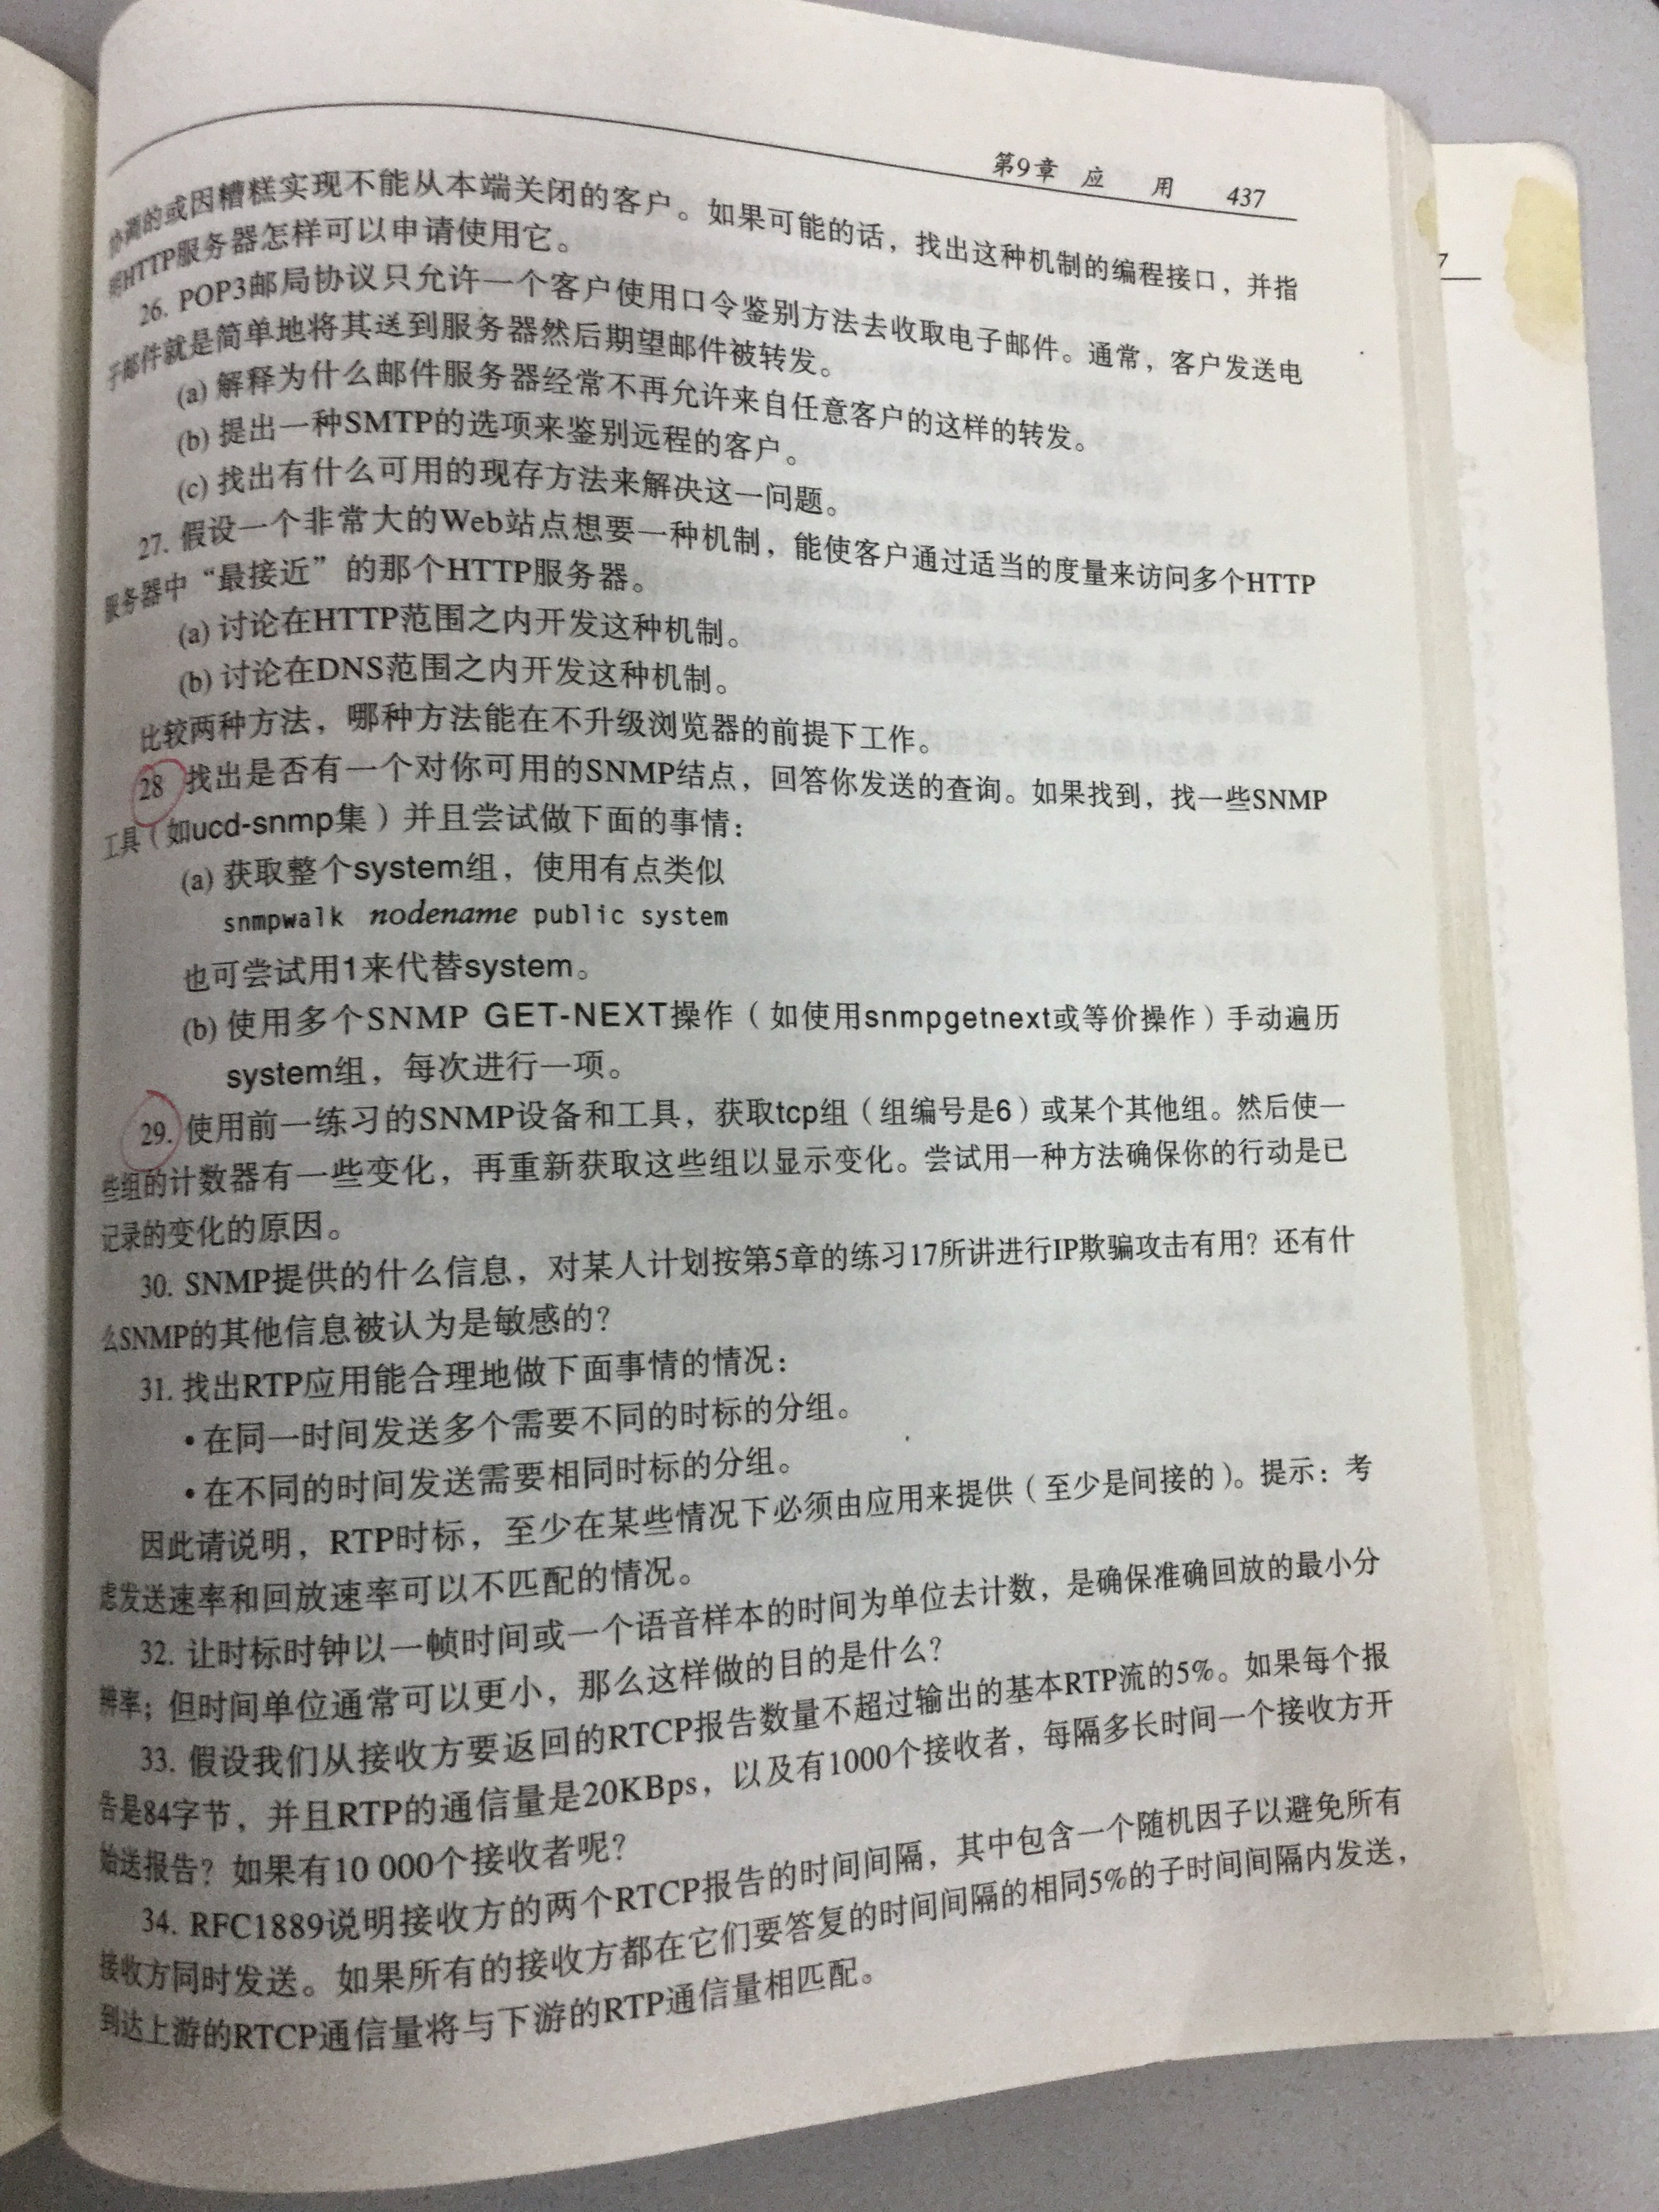 第9章 应 用 437
协调的或因糟糕实现不能从本端关闭的客户。如果可能的话，找出这种机制的编程接口，并指
明HTTP服务器怎样可以申请使用它。
26. POP3邮局协议只允许一个客户使用口令鉴别方法去收取电子邮件。通常，客户发送电
子邮件就是简单地将其送到服务器然后期望邮件被转发。
(a) 解释为什么邮件服务器经常不再允许来自任意客户的这样的转发。
(b) 提出一种SMTP的选项来鉴别远程的客户。
(c) 找出有什么可用的现存方法来解决这一问题。
27. 假设一个非常大的Web站点想要一种机制，能使客户通过适当的度量来访问多个HTTP
服务器中“最接近”的那个HTTP服务器。
(a) 讨论在HTTP范围之内开发这种机制。
(b) 讨论在DNS范围之内开发这种机制。
比较两种方法，哪种方法能在不升级浏览器的前提下工作。
28 找出是否有一个对你可用的SNMP结点，回答你发送的查询。如果找到，找一些SNMP
工具（如ucd-snmp集）并且尝试做下面的事情：
(a) 获取整个system组，使用有点类似
snmpwalk nodename public system
也可尝试用1来代替system。
(b) 使用多个SNMP GET-NEXT操作（如使用snmpgetnext或等价操作）手动遍历
system组，每次进行一项。
29. 使用前一练习的SNMP设备和工具，获取tcp组（组编号是6）或某个其他组。然后使一
些组的计数器有一些变化，再重新获取这些组以显示变化。尝试用一种方法确保你的行动是已
记录的变化的原因。
30. SNMP提供的什么信息，对某人计划按第5章的练习17所讲进行IP欺骗攻击有用？还有什
么SNMP的其他信息被认为是敏感的？
31. 找出RTP应用能合理地做下面事情的情况：
•在同一时间发送多个需要不同的时标的分组。
•在不同的时间发送需要相同时标的分组。
因此请说明，RTP时标，至少在某些情况下必须由应用来提供（至少是间接的）。提示：考
虑发送速率和回放速率可以不匹配的情况。
32. 让时标时钟以一帧时间或一个语音样本的时间为单位去计数，是确保准确回放的最小分
辨率；但时间单位通常可以更小，那么这样做的目的是什么？
33. 假设我们从接收方要返回的RTCP报告数量不超过输出的基本RTP流的5%。如果每个报
告是84字节，并且RTP的通信量是20KBps，以及有1000个接收者，每隔多长时间一个接收方开
始送报告？如果有10 000个接收者呢？
34. RFC1889说明接收方的两个RTCP报告的时间间隔，其中包含一个随机因子以避免所有
接收方同时发送。如果所有的接收方都在它们要答复的时间间隔的相同5%的子时间间隔内发送，
到达上游的RTCP通信量将与下游的RTP通信量相匹配。
7